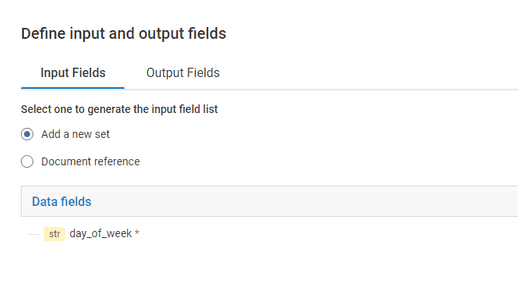 Define input and output fields
Input Fields Output Fields
Select one to generate the input field list
Add a new set
Document reference
Data fields
str day_of_week *